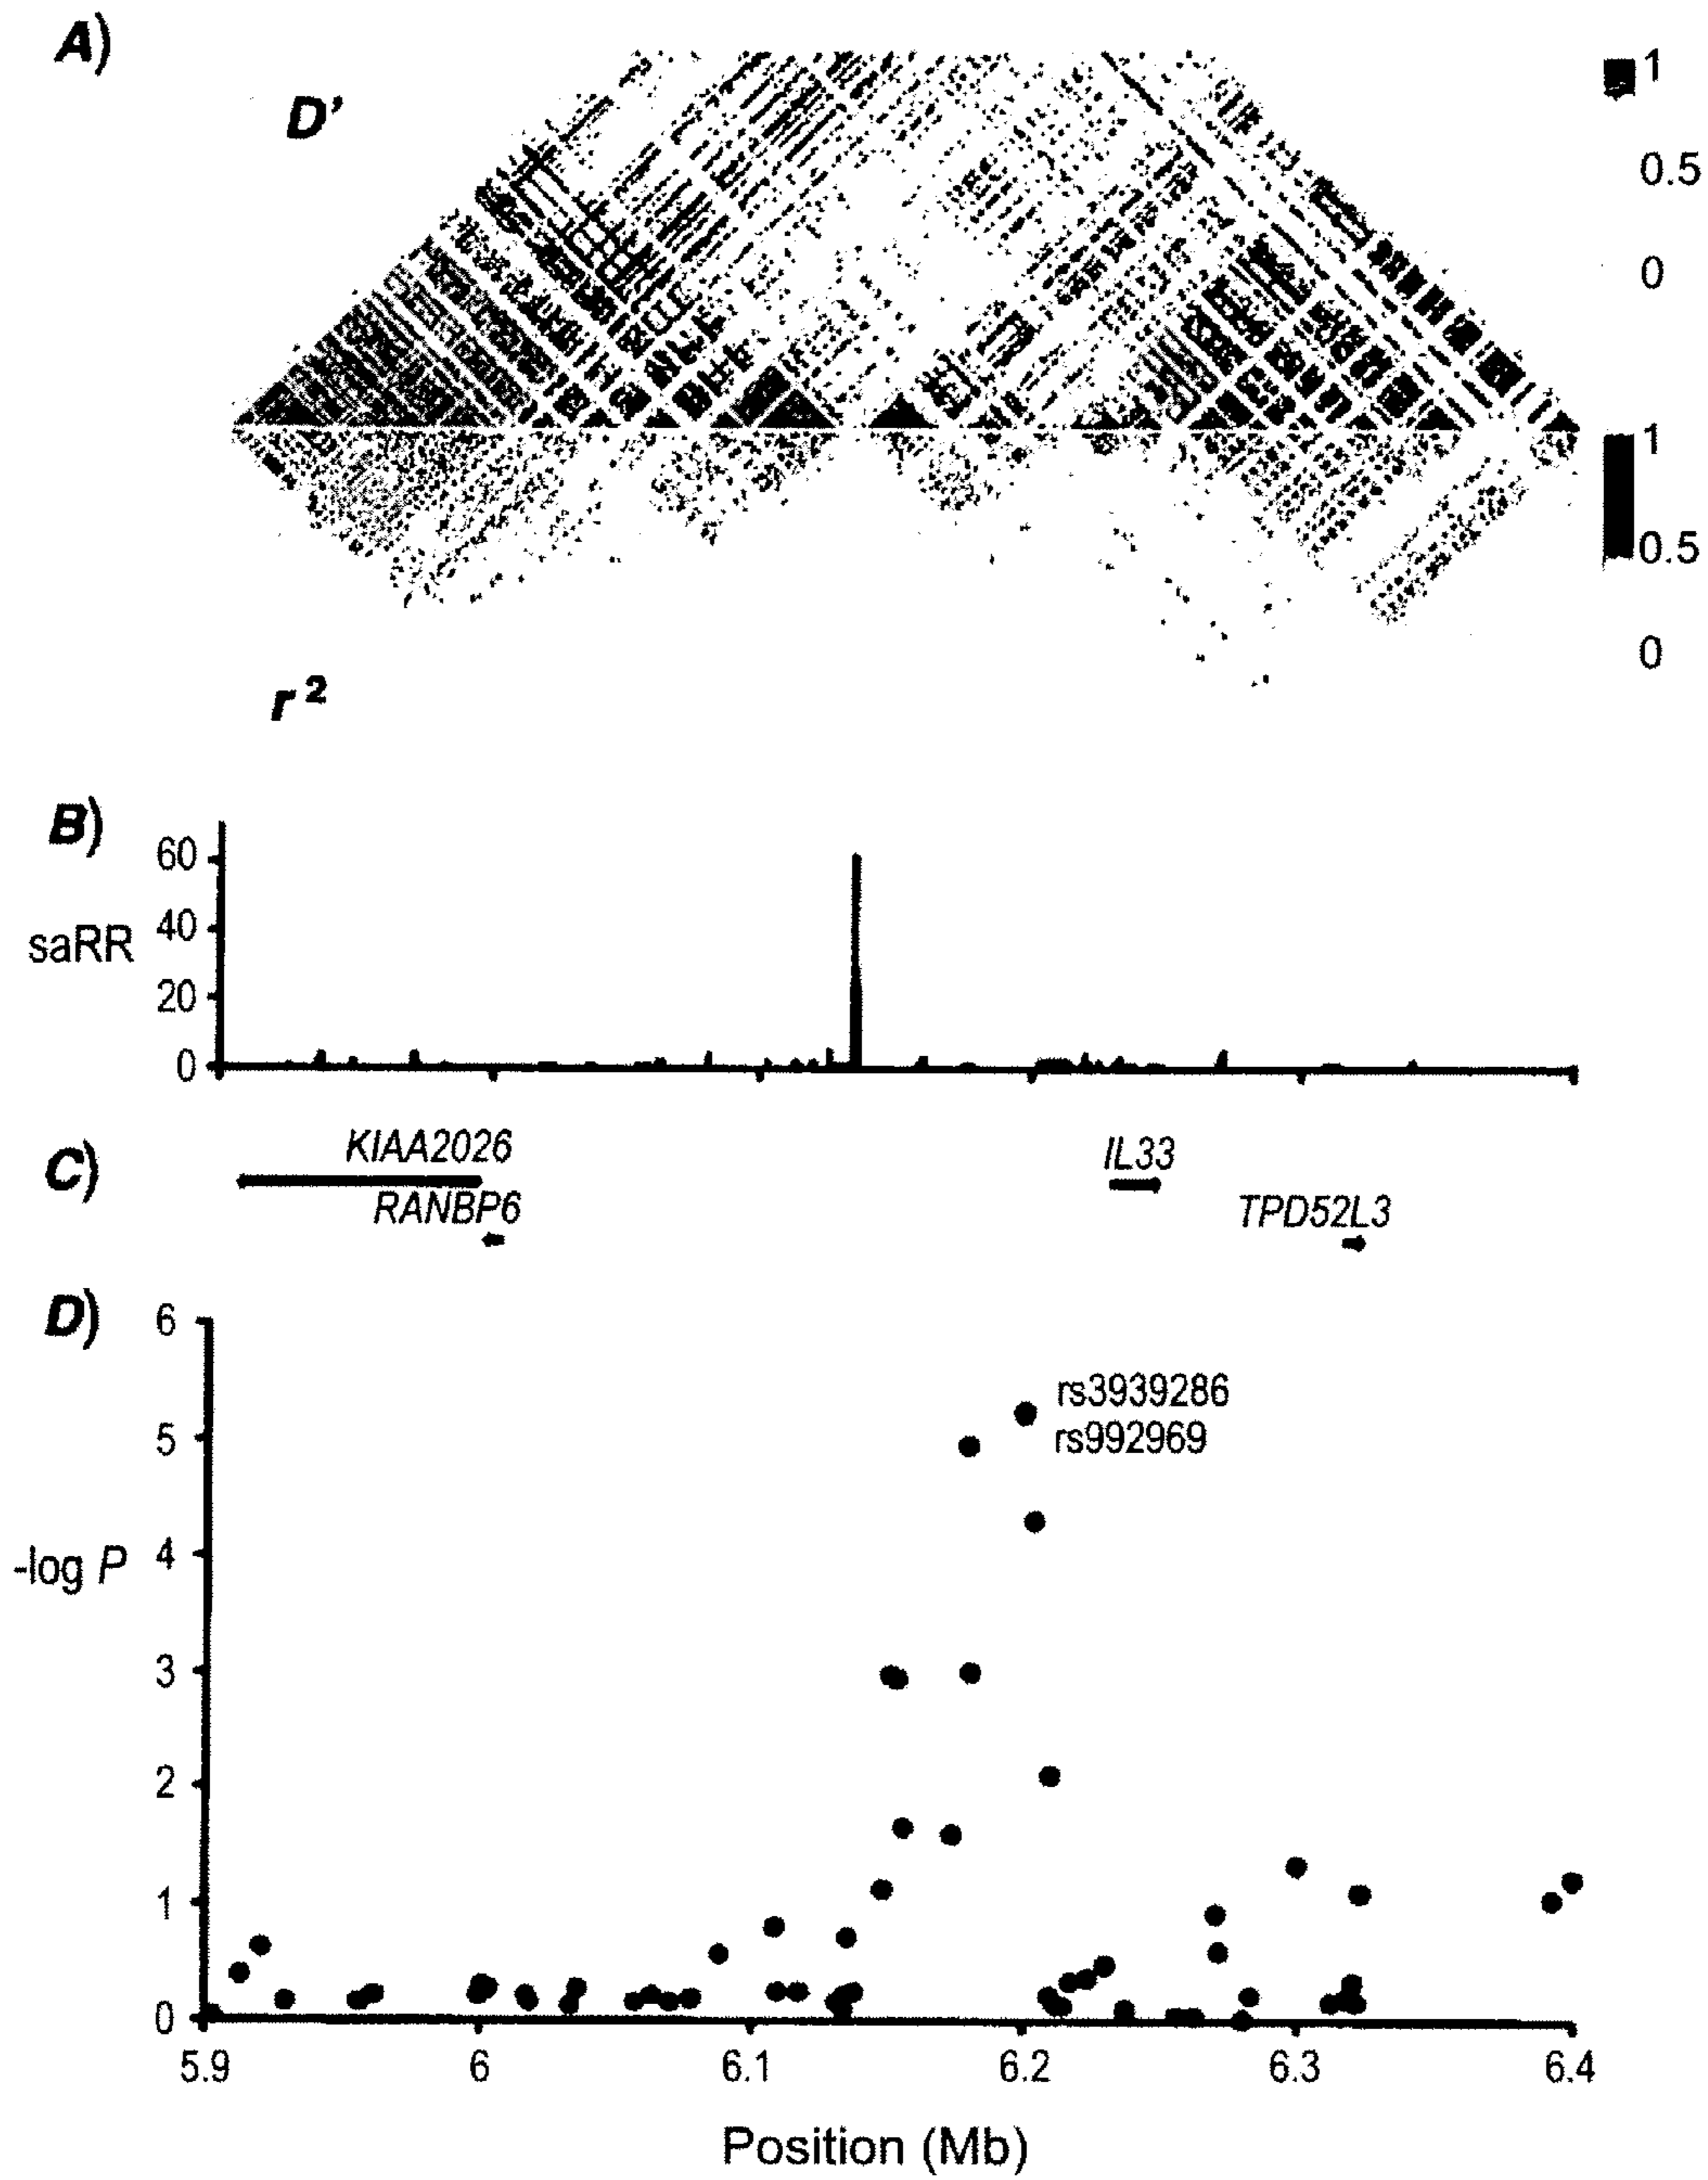 A)
D'
1
0.5
0
1
0.5
0
r²
B)
60
saRR
40
20
0
C)
KIAA2026
IL33
RANBP6
TPD52L3
D)
6
rs3939286
5
rs992969
4
-log P
3
2
1
0
5.9 6 6.1 6.2 6.3 6.4
Position (Mb)